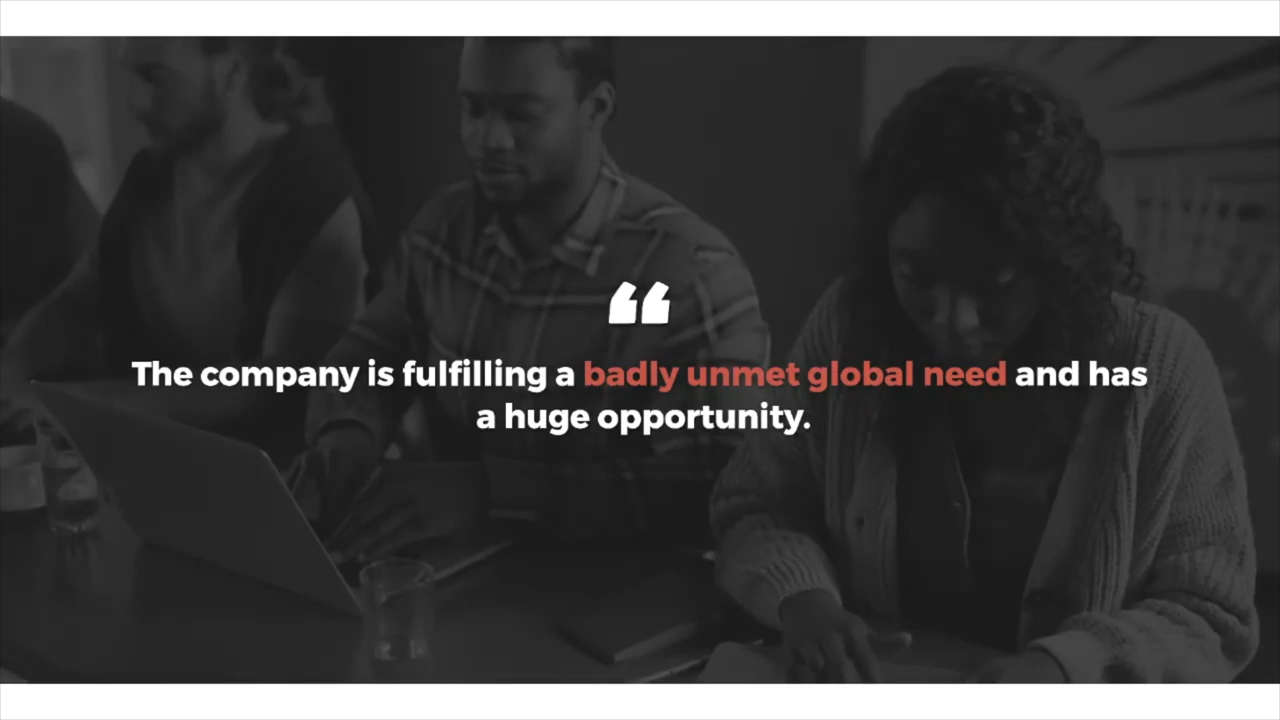 “
The company is fulfilling a badly unmet global need and has
a huge opportunity.